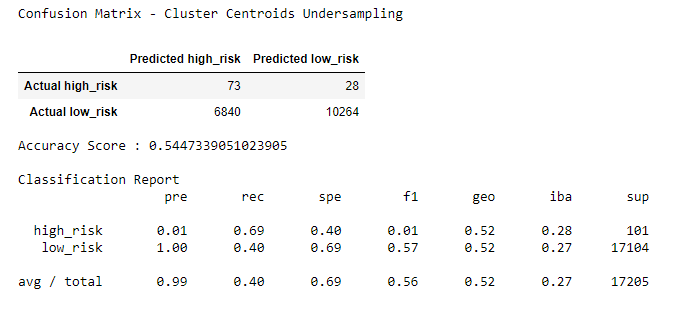 Confusion Matrix - Cluster Centroids Undersampling
Predicted high_risk Predicted low_risk
Actual high_risk 73 28
Actual low_risk 6840 10264
Accuracy Score : 0.5447339051023905
Classification Report
pre rec spe f1 geo iba sup
high_risk 0.01 0.69 0.40 0.01 0.52 0.28 101
low_risk 1.00 0.40 0.69 0.57 0.52 0.27 17104
avg / total 0.99 0.40 0.69 0.56 0.52 0.27 17205